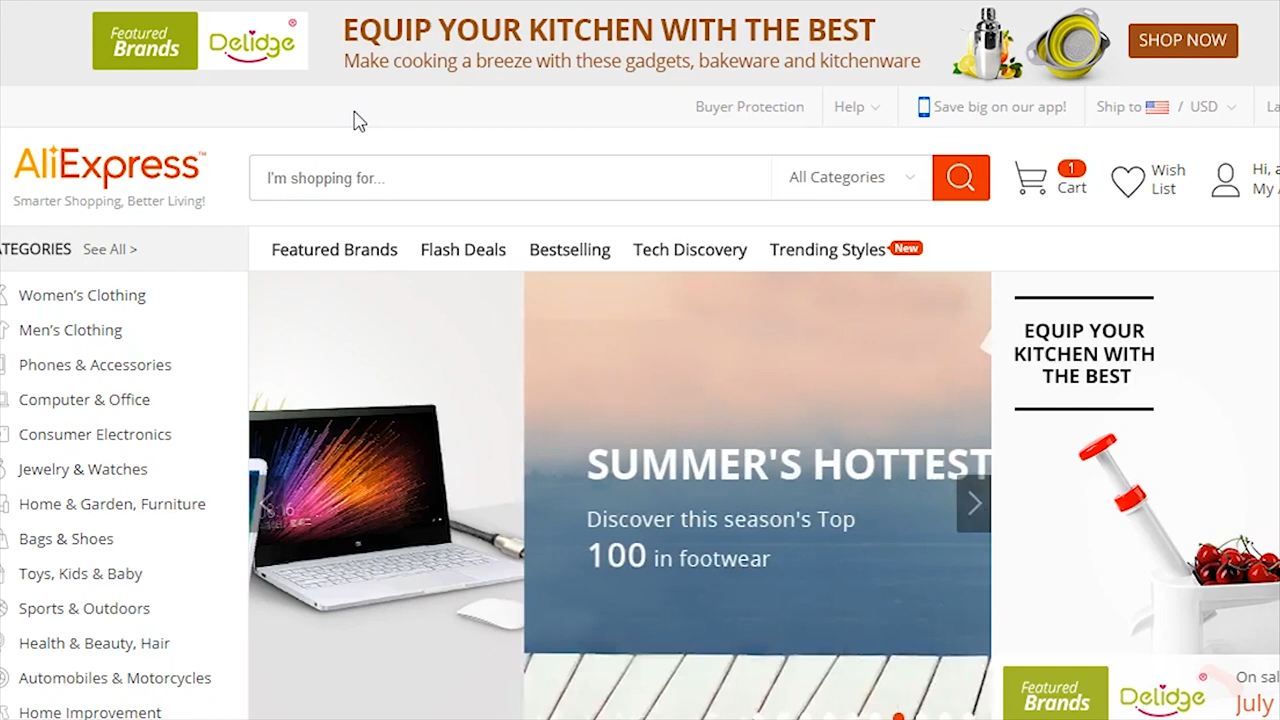 Featured
Brands
Delidge
®
EQUIP YOUR KITCHEN WITH THE BEST
Make cooking a breeze with these gadgets, bakeware and kitchenware
SHOP NOW
Buyer Protection
Help
Save big on our app!
Ship to / USD
La
AliExpress™
Smarter Shopping, Better Living!
I'm shopping for...
All Categories
1
Cart
Wish
List
Hi, a
My A
ATEGORIES See All >
Featured Brands
Flash Deals
Bestselling
Tech Discovery
Trending Styles
New
Women's Clothing
Men's Clothing
Phones & Accessories
Computer & Office
Consumer Electronics
Jewelry & Watches
Home & Garden, Furniture
Bags & Shoes
Toys, Kids & Baby
Sports & Outdoors
Health & Beauty, Hair
Automobiles & Motorcycles
Home Improvement
SUMMER'S HOTTEST
Discover this season's Top
100 in footwear
EQUIP YOUR
KITCHEN WITH
THE BEST
Featured
Brands
Delidge
®
On sal
July